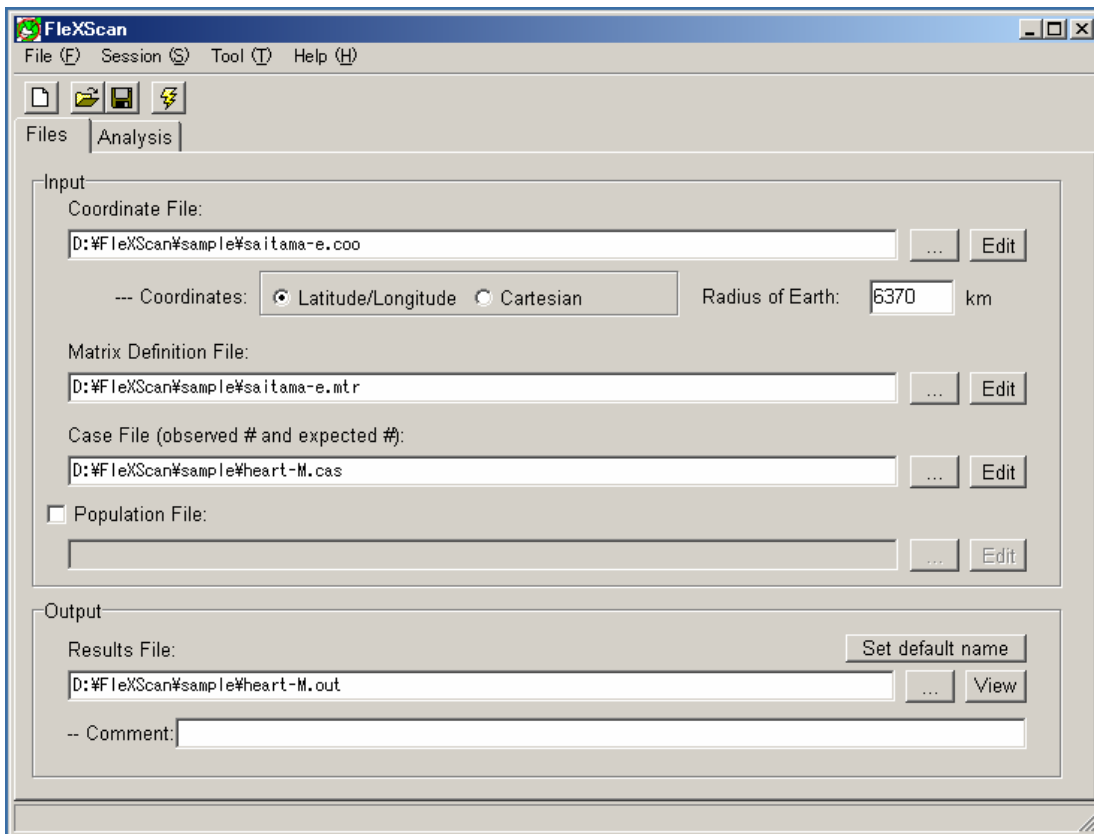 FleXScan
File (F) Session (S) Tool (T) Help (H)
Files Analysis
Input
Coordinate File:
D:¥FleXScan¥sample¥saitama-e.coo ... Edit
--- Coordinates: Latitude/Longitude Cartesian Radius of Earth: 6370 km
Matrix Definition File:
D:¥FleXScan¥sample¥saitama-e.mtr ... Edit
Case File (observed # and expected #):
D:¥FleXScan¥sample¥heart-M.cas ... Edit
Population File:
... Edit
Output
Results File: Set default name
D:¥FleXScan¥sample¥heart-M.out ... View
-- Comment: